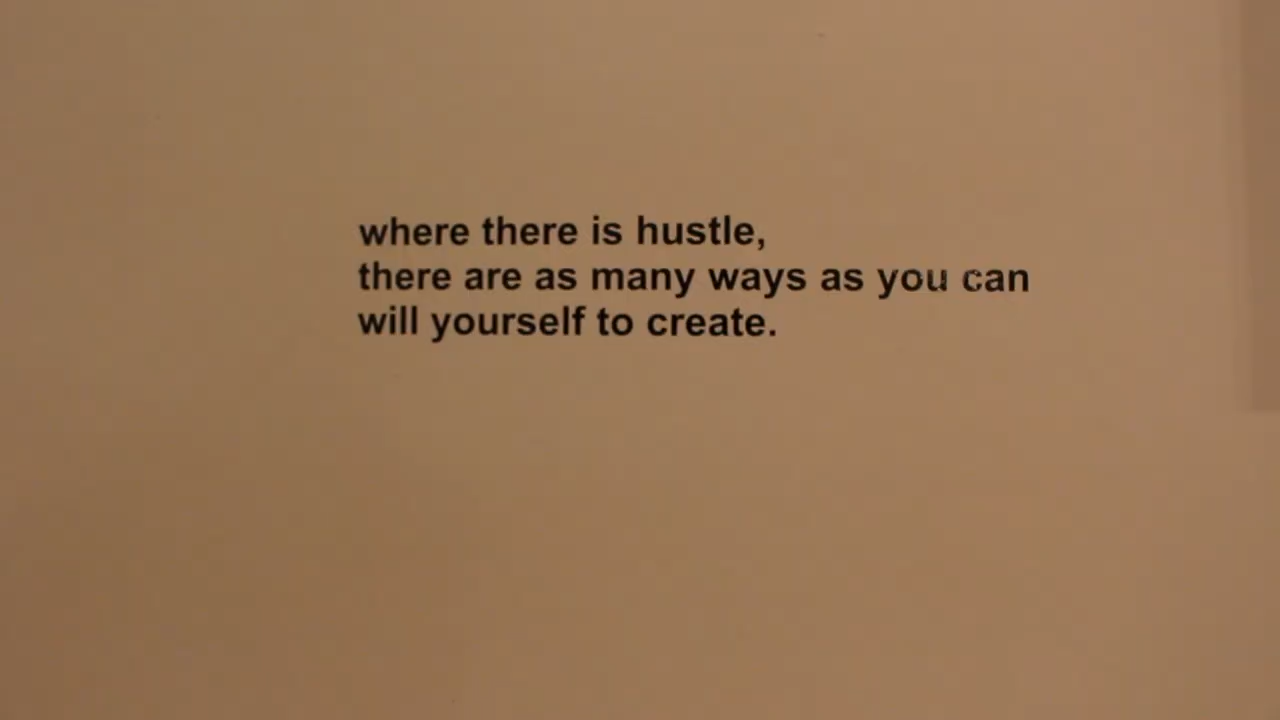 where there is hustle,
there are as many ways as you can
will yourself to create.